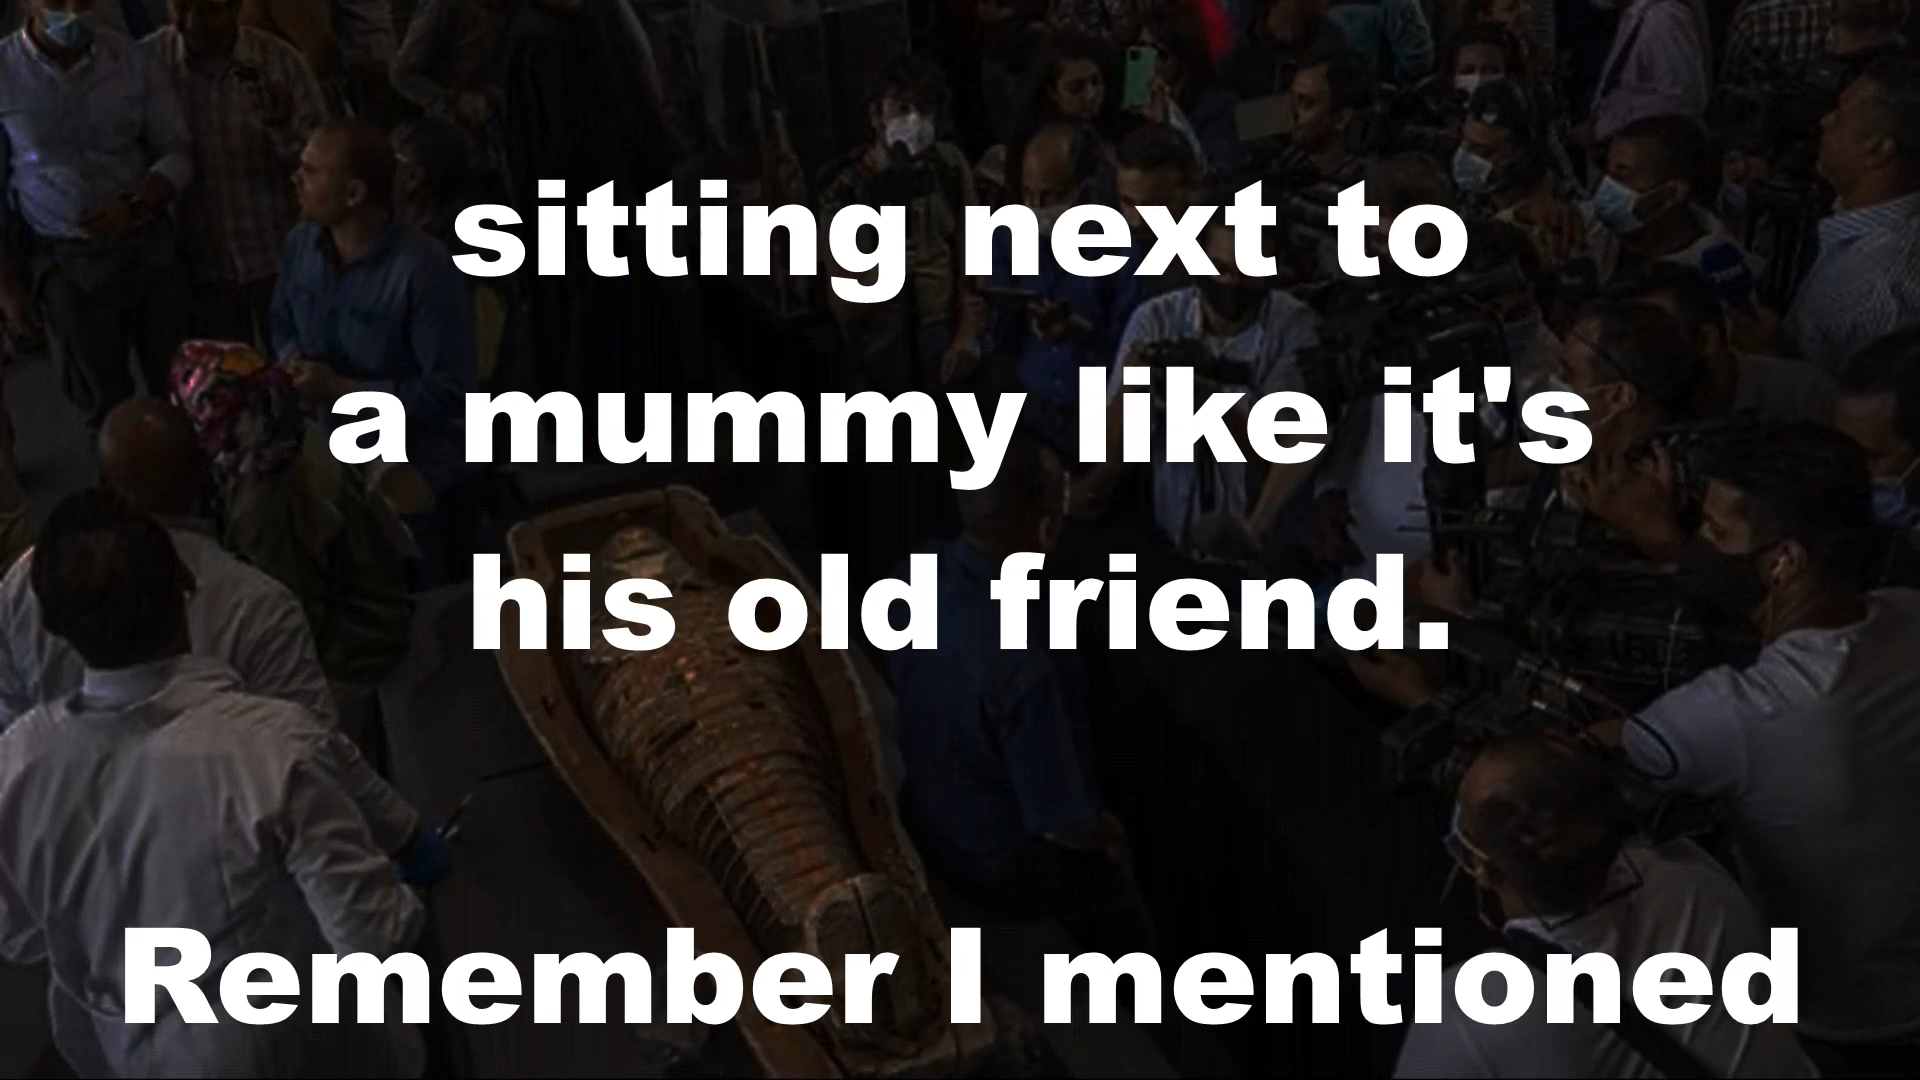 sitting next to
a mummy like it's
his old friend.
Remember I mentioned